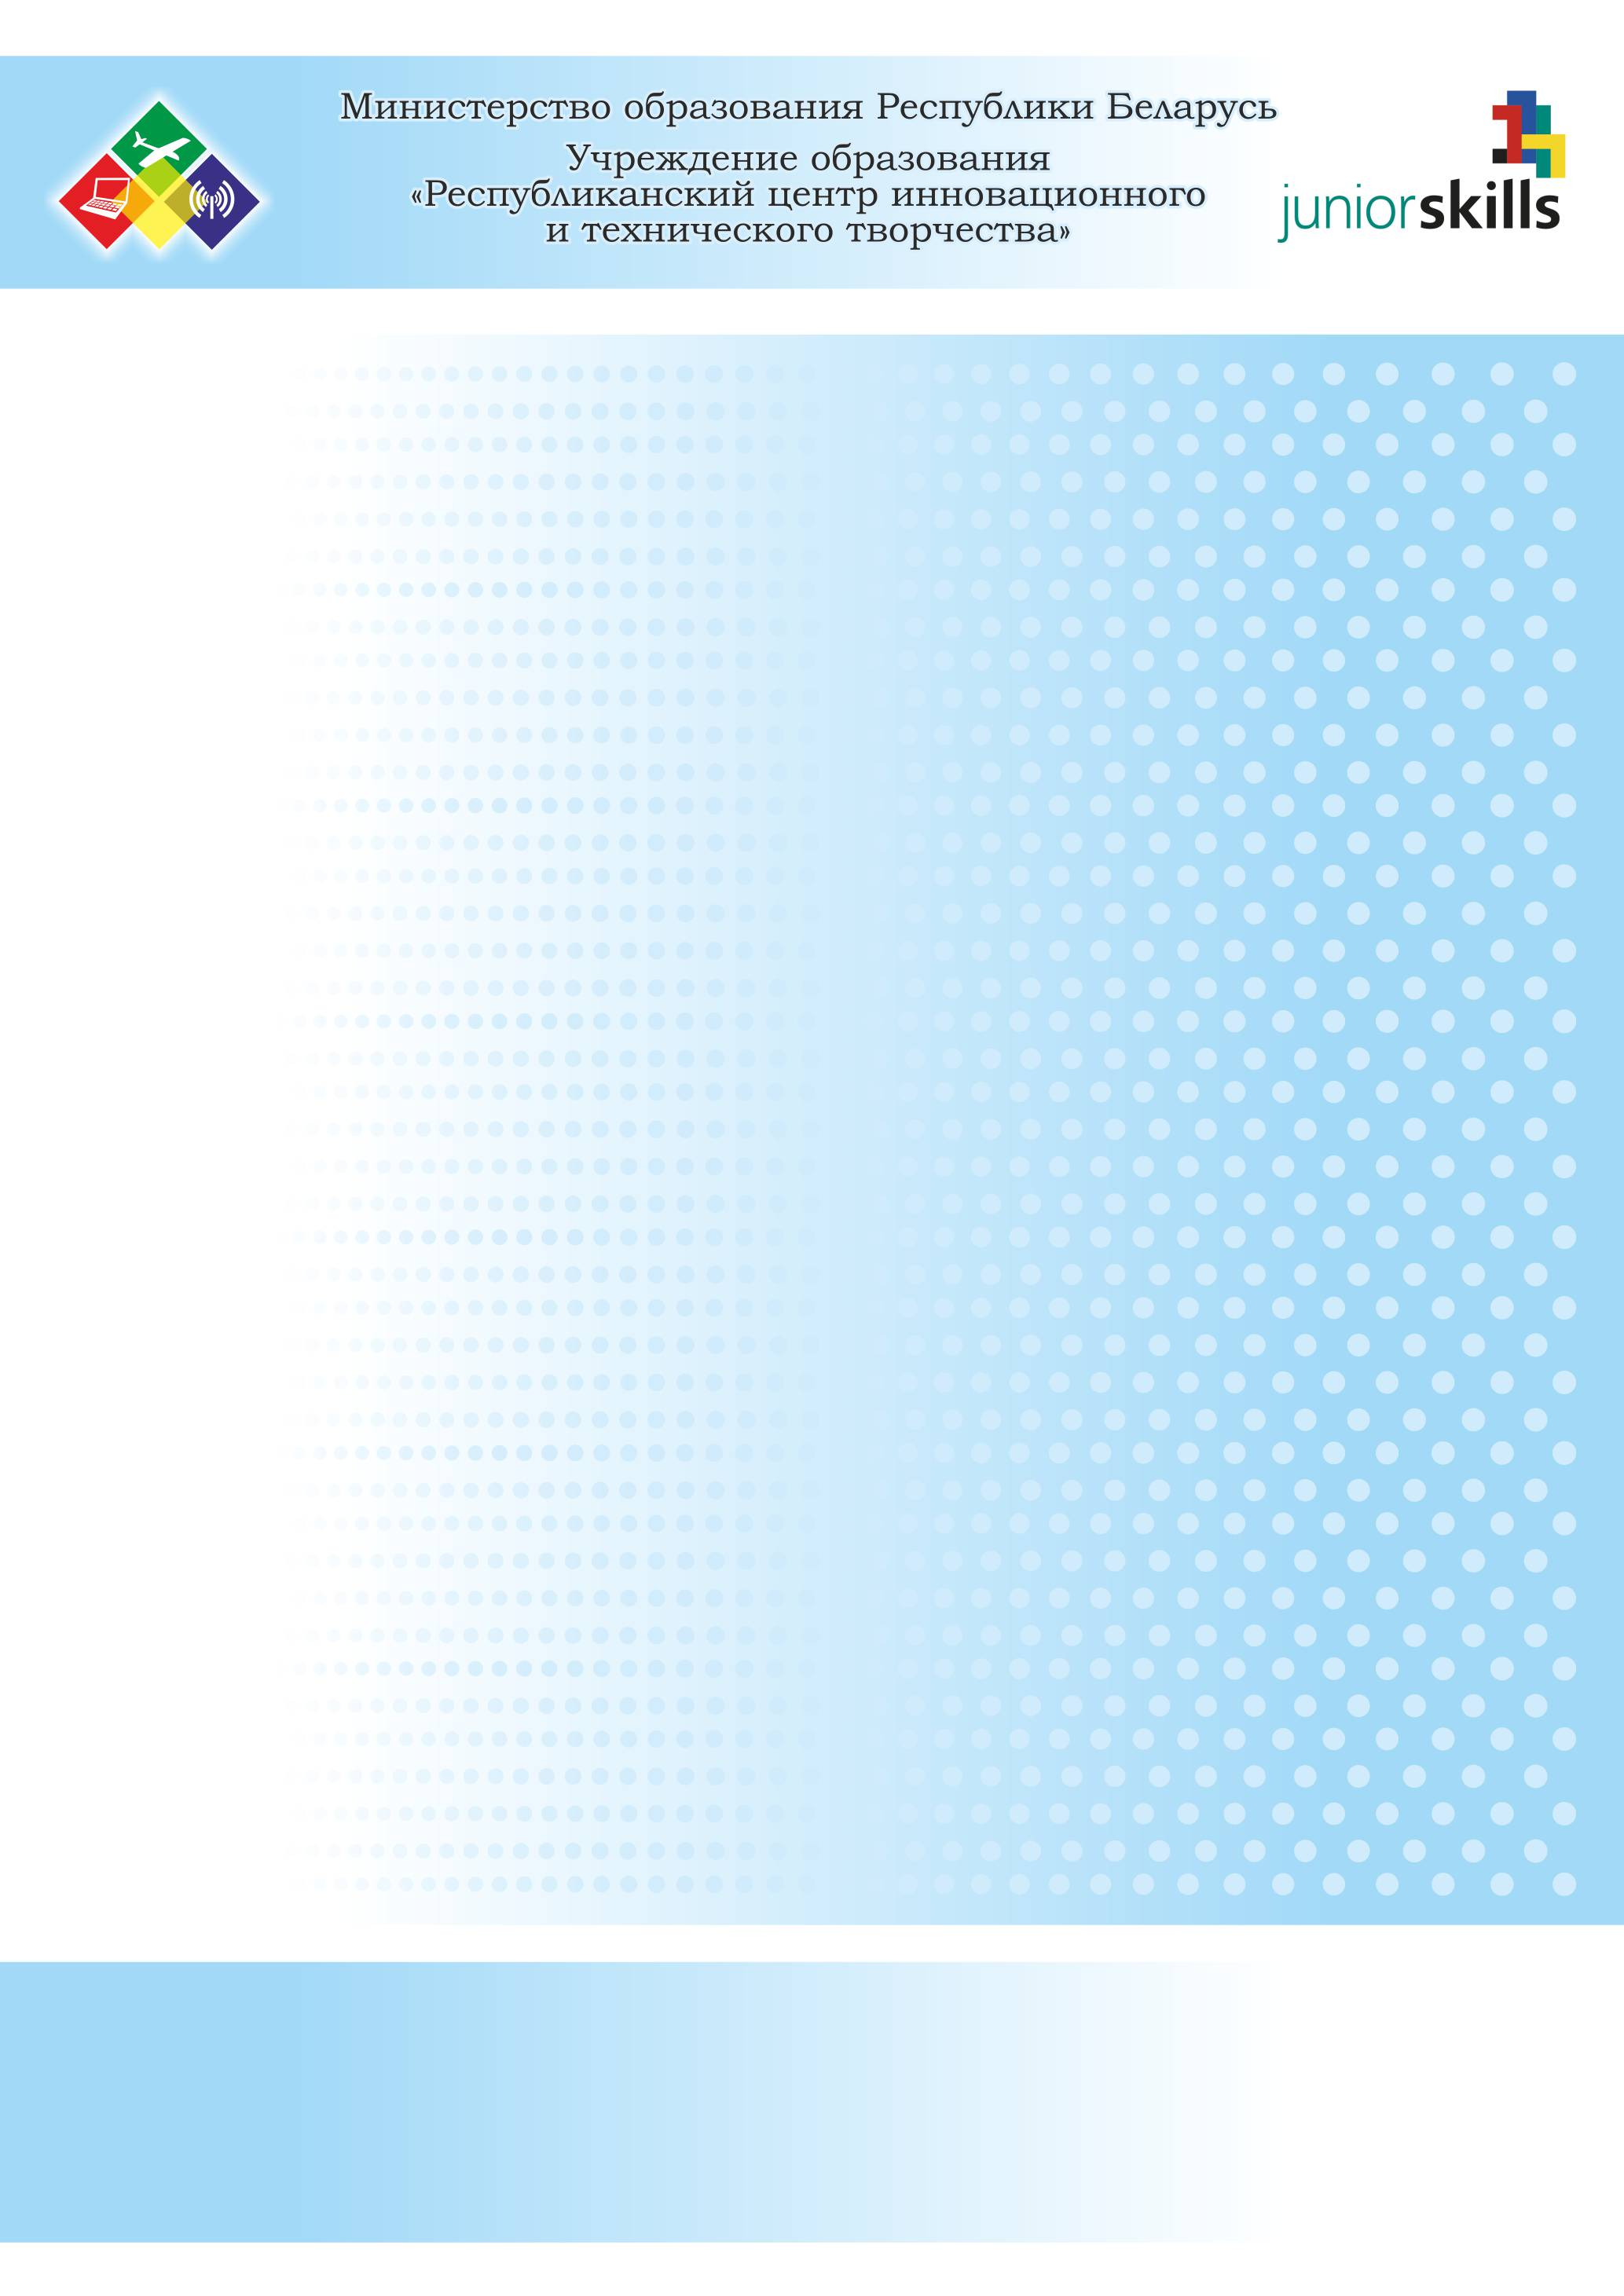 Министерство образования Республики Беларусь
Учреждение образования
«Республиканский центр инновационного
и технического творчества»
juniorskills